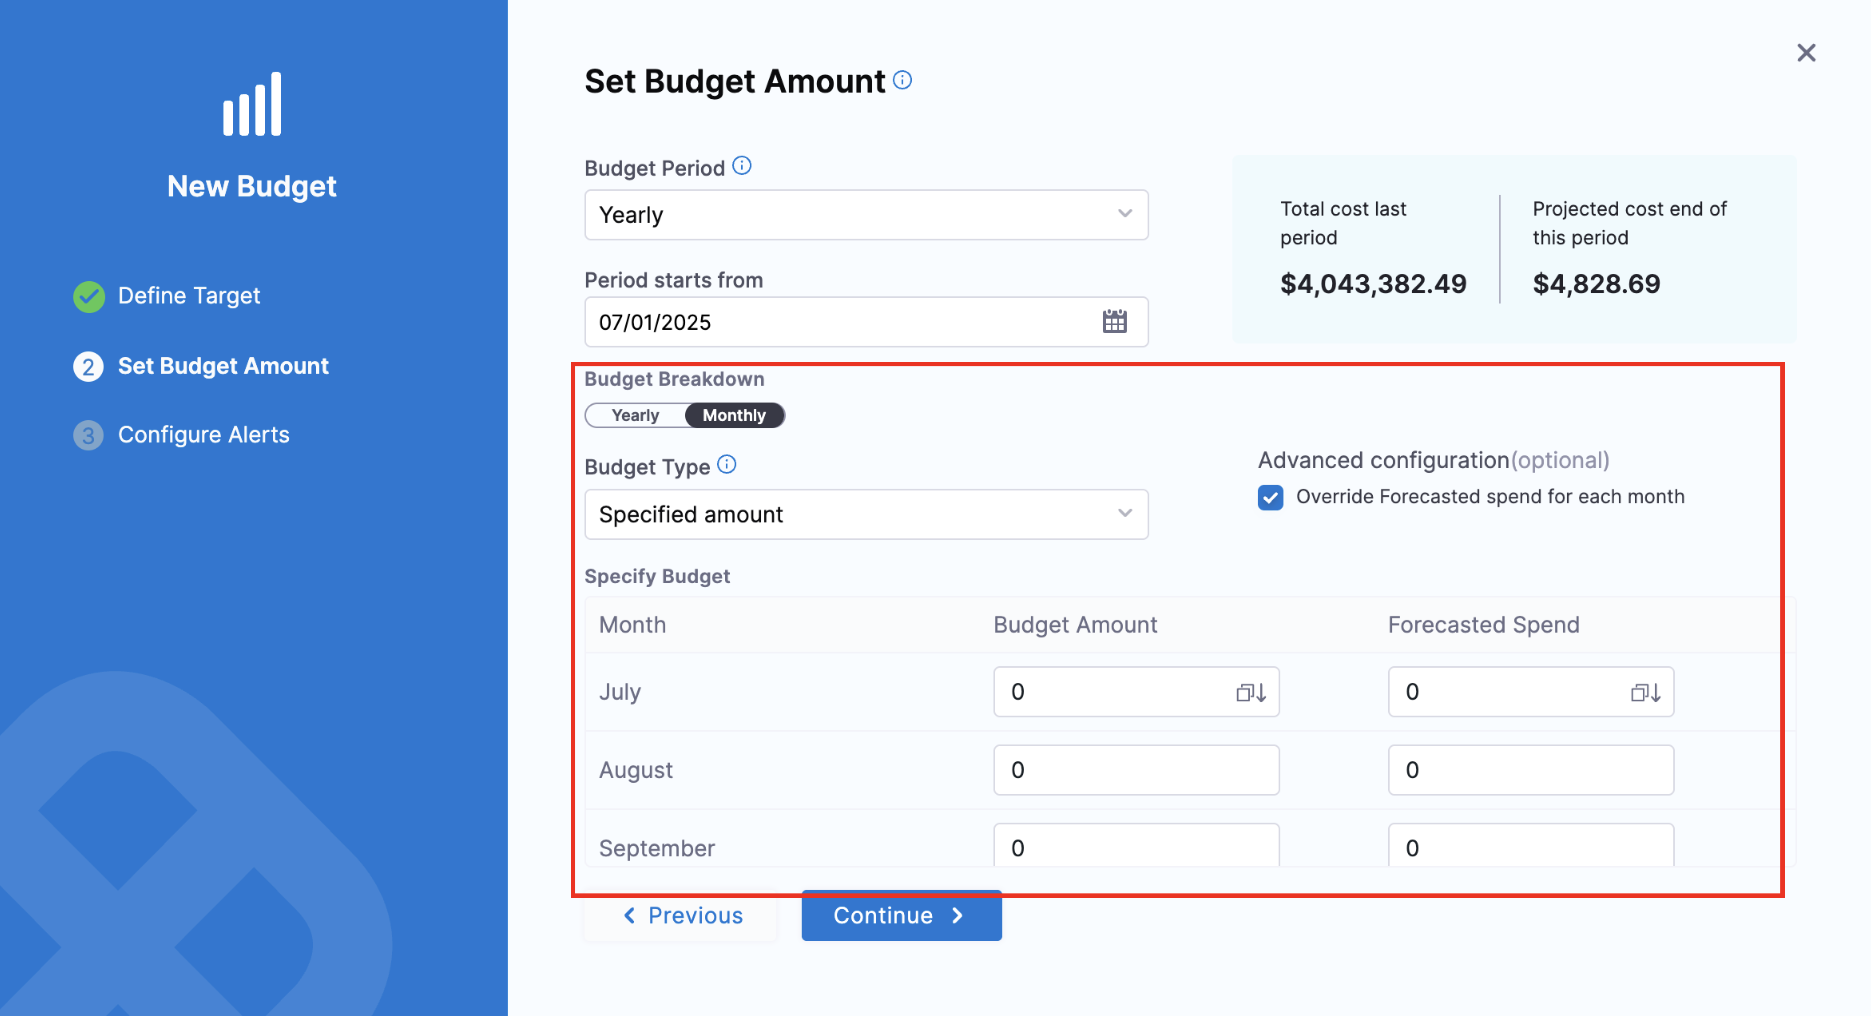 New Budget
Define Target
2 Set Budget Amount
3 Configure Alerts
Set Budget Amount
Budget Period
Yearly
Period starts from
07/01/2025
Total cost last
period
$4,043,382.49
Projected cost end of
this period
$4,828.69
Budget Breakdown
Yearly Monthly
Budget Type
Specified amount
Advanced configuration(optional)
Override Forecasted spend for each month
Specify Budget
Month Budget Amount Forecasted Spend
July 0 0
August 0 0
September 0 0
Previous Continue